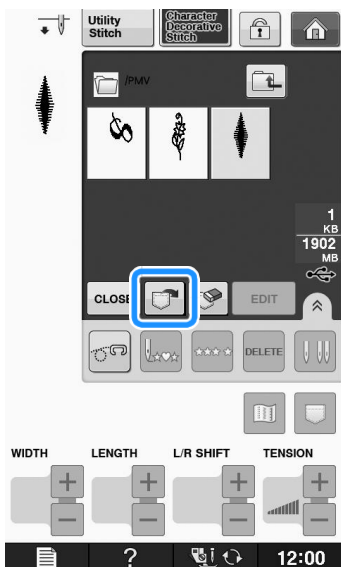 Utility
Stitch
Character
Decorative
Stitch
/PMV
1
KB
1902
MB
CLOSE
EDIT
DELETE
WIDTH
LENGTH
L/R SHIFT
TENSION
?
12:00